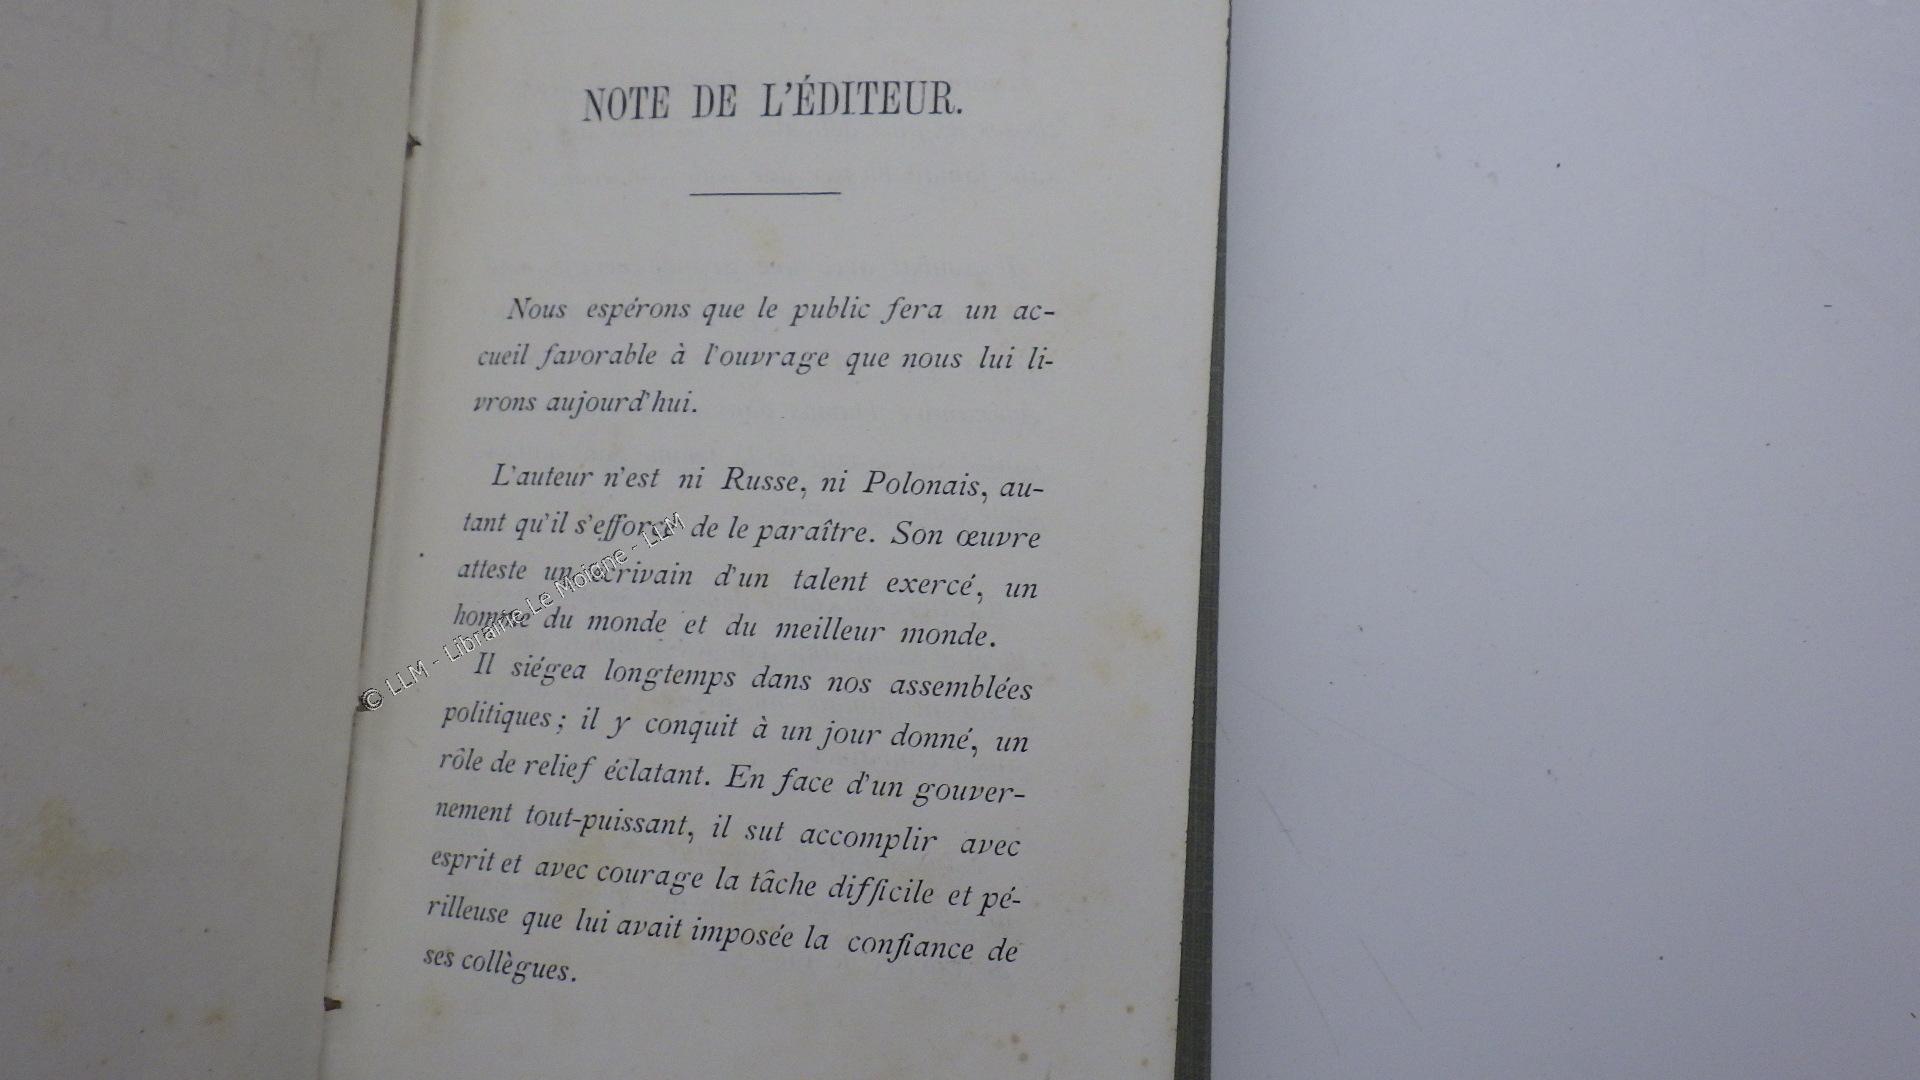 NOTE DE L'ÉDITEUR.
Nous espérons que le public fera un ac-
cueil favorable à l'ouvrage que nous lui li-
vrons aujourd'hui.
L'auteur n'est ni Russe, ni Polonais, au-
tant qu'il s'efforce de le paraître. Son œuvre
atteste un écrivain d'un talent exercé, un
homme du monde et du meilleur monde.
Il siégea longtemps dans nos assemblées
politiques; il y conquit à un jour donné, un
rôle de relief éclatant. En face d'un gouver-
nement tout-puissant, il sut accomplir avec
esprit et avec courage la tâche difficile et pé-
rilleuse que lui avait imposée la confiance de
ses collègues.
© LLM - Librairie Le Moigne - LLM